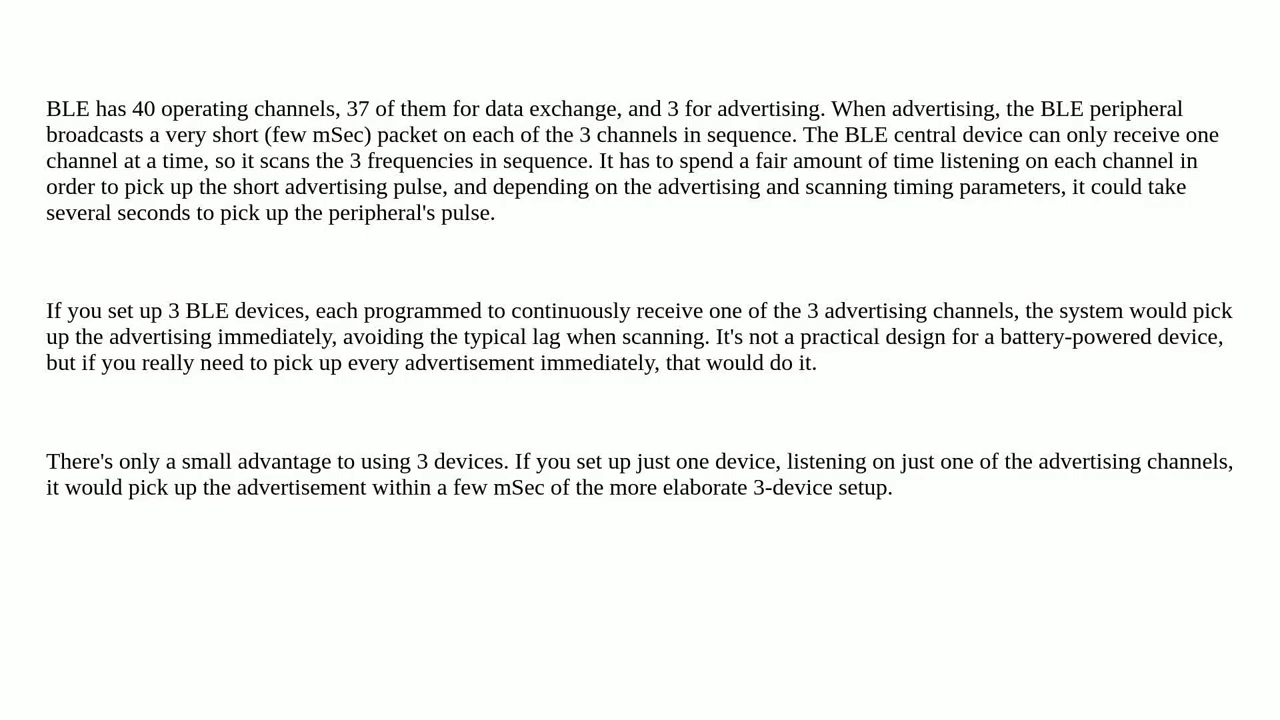 BLE has 40 operating channels, 37 of them for data exchange, and 3 for advertising. When advertising, the BLE peripheral
broadcasts a very short (few mSec) packet on each of the 3 channels in sequence. The BLE central device can only receive one
channel at a time, so it scans the 3 frequencies in sequence. It has to spend a fair amount of time listening on each channel in
order to pick up the short advertising pulse, and depending on the advertising and scanning timing parameters, it could take
several seconds to pick up the peripheral's pulse.
If you set up 3 BLE devices, each programmed to continuously receive one of the 3 advertising channels, the system would pick
up the advertising immediately, avoiding the typical lag when scanning. It's not a practical design for a battery-powered device,
but if you really need to pick up every advertisement immediately, that would do it.
There's only a small advantage to using 3 devices. If you set up just one device, listening on just one of the advertising channels,
it would pick up the advertisement within a few mSec of the more elaborate 3-device setup.